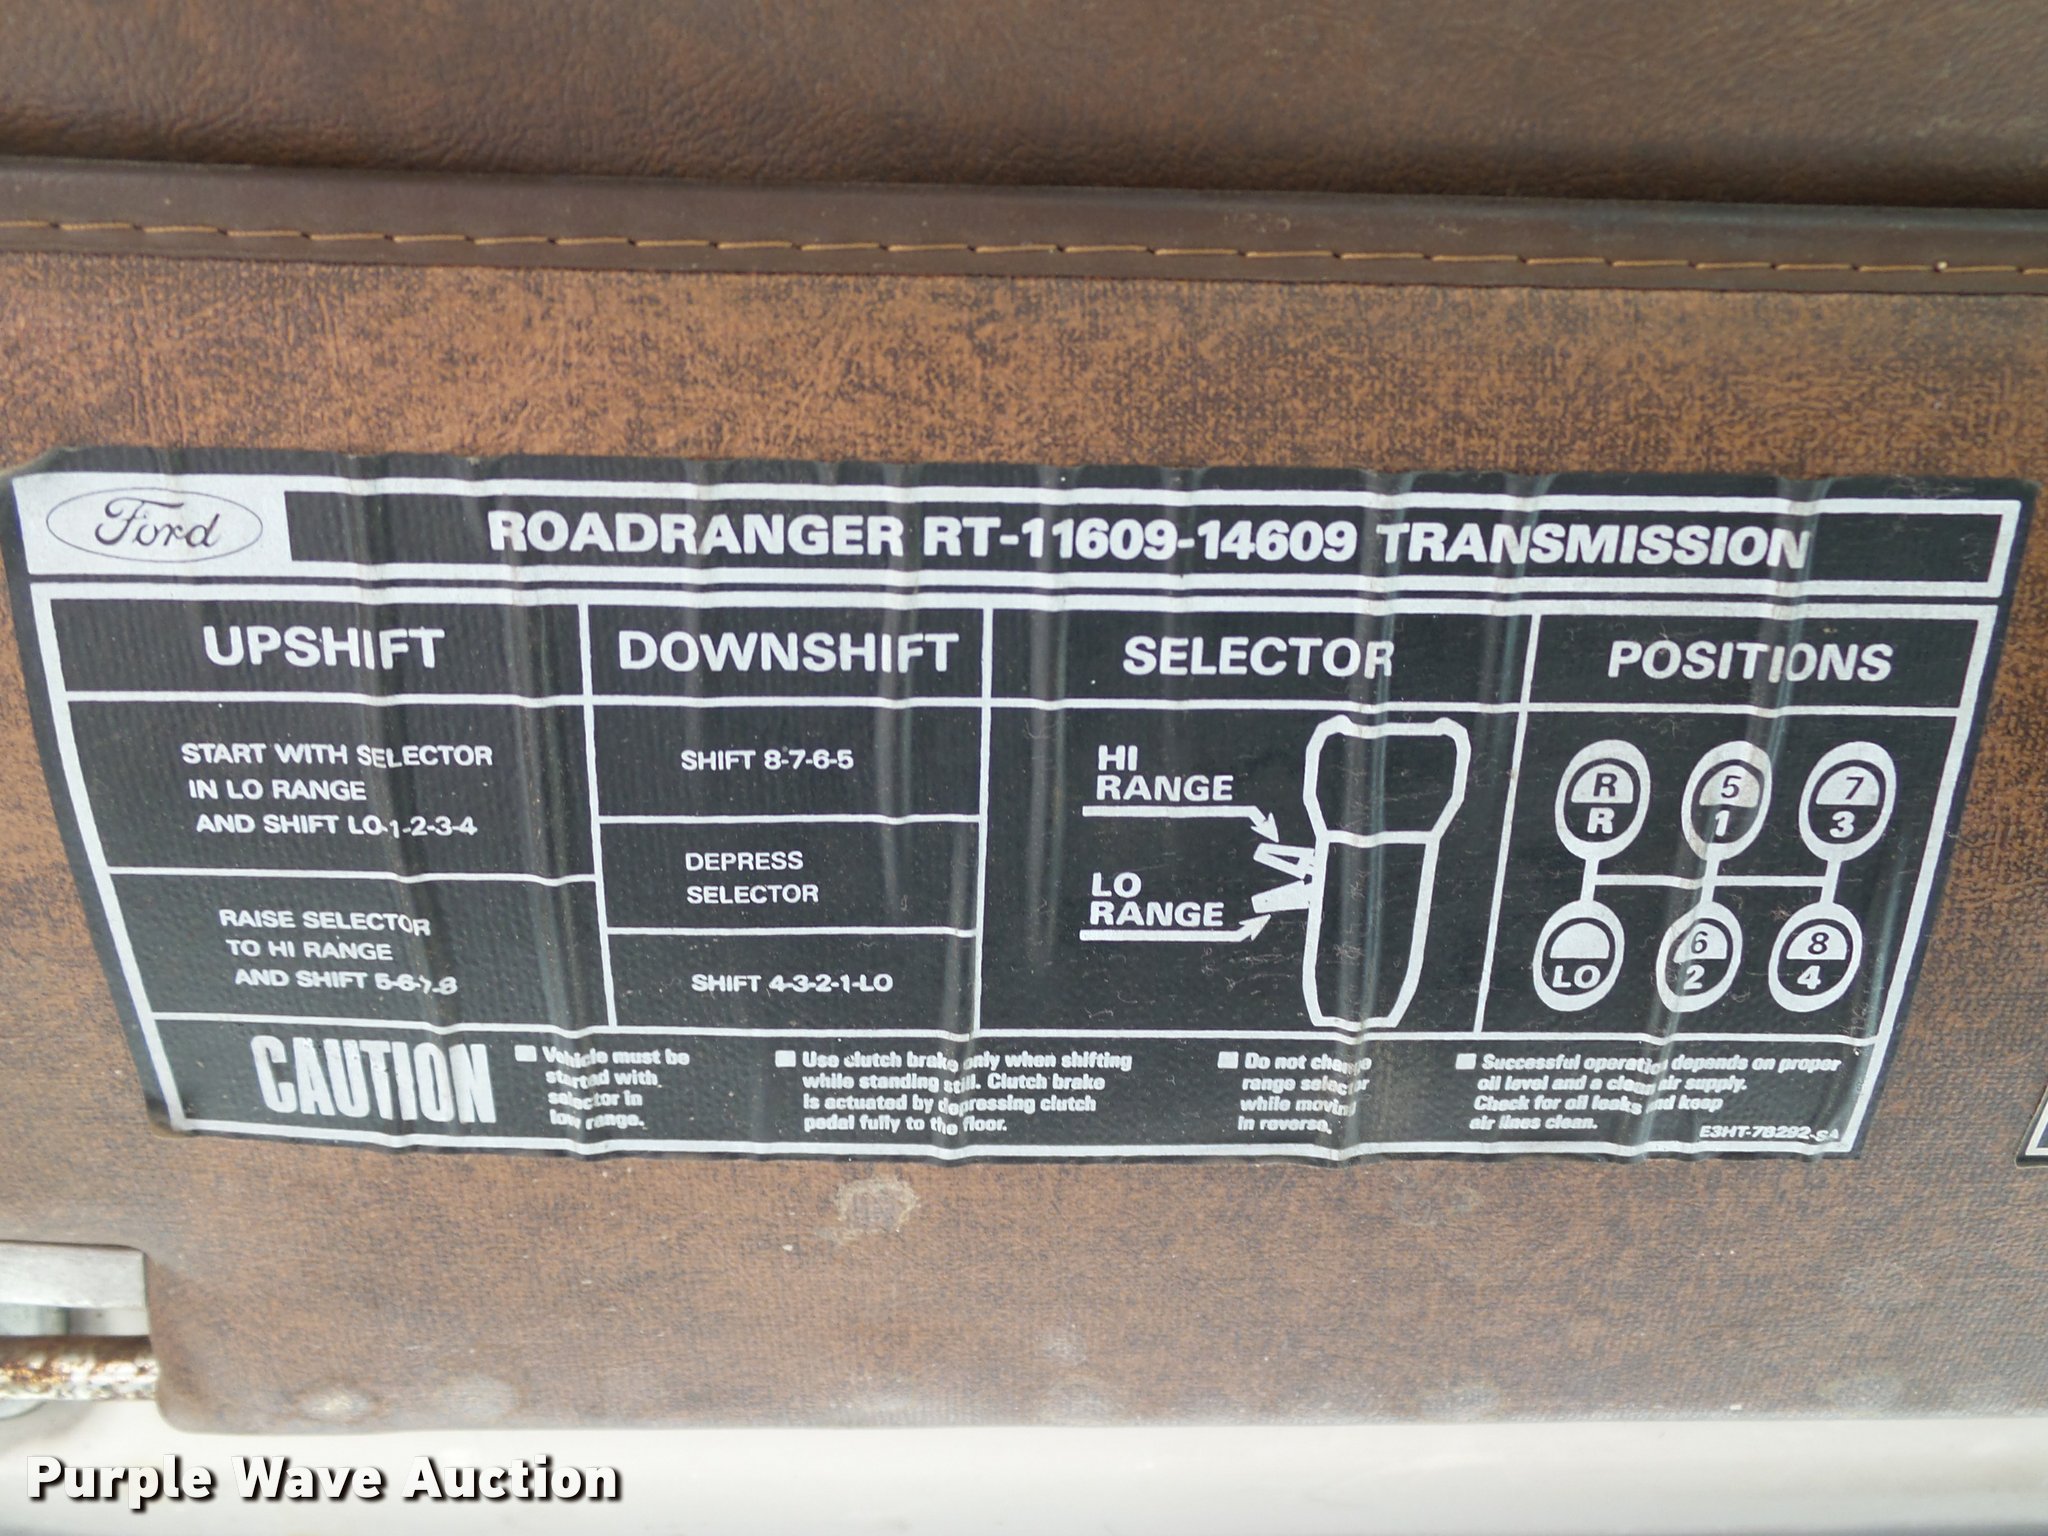 Ford
ROADRANGER RT-11609-14609 TRANSMISSION
UPSHIFT
START WITH SELECTOR
IN LO RANGE
AND SHIFT LO-1-2-3-4
RAISE SELECTOR
TO HI RANGE
AND SHIFT 5-6-7-8
DOWNSHIFT
SHIFT 8-7-6-5
DEPRESS
SELECTOR
SHIFT 4-3-2-1-LO
SELECTOR
HI
RANGE
LO
RANGE
POSITIONS
R 5 7
R 1 3
6 8
LO 2 4
CAUTION
Vehicle must be
started with
selector in
low range.
Use clutch brake only when shifting
while standing still. Clutch brake
is actuated by depressing clutch
pedal fully to the floor.
Do not change
range selector
while moving
in reverse.
Successful operation depends on proper
oil level and a clean air supply.
Check for oil leaks and keep
air lines clean.
E3HT-7B292-SA
Purple Wave Auction